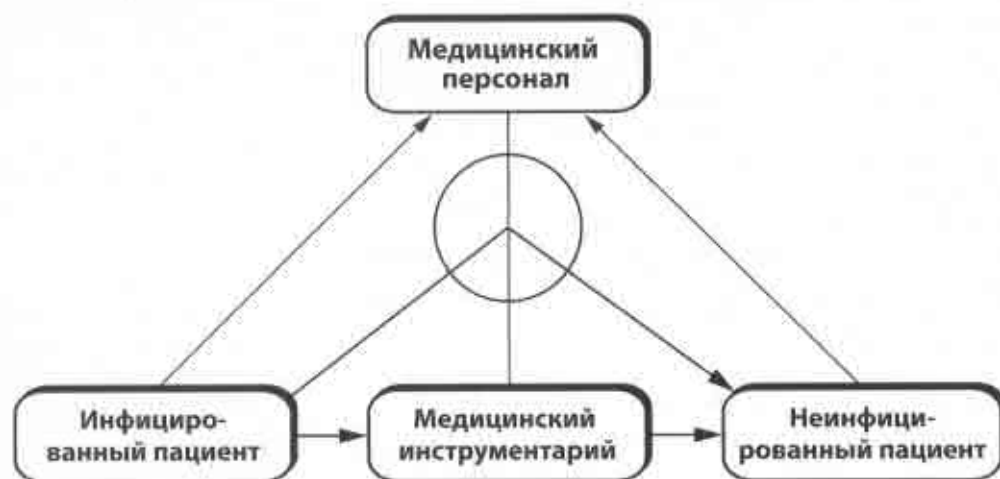 Медицинский
персонал
Инфициро-
ванный пациент
Медицинский
инструментарий
Неинфици-
рованный пациент